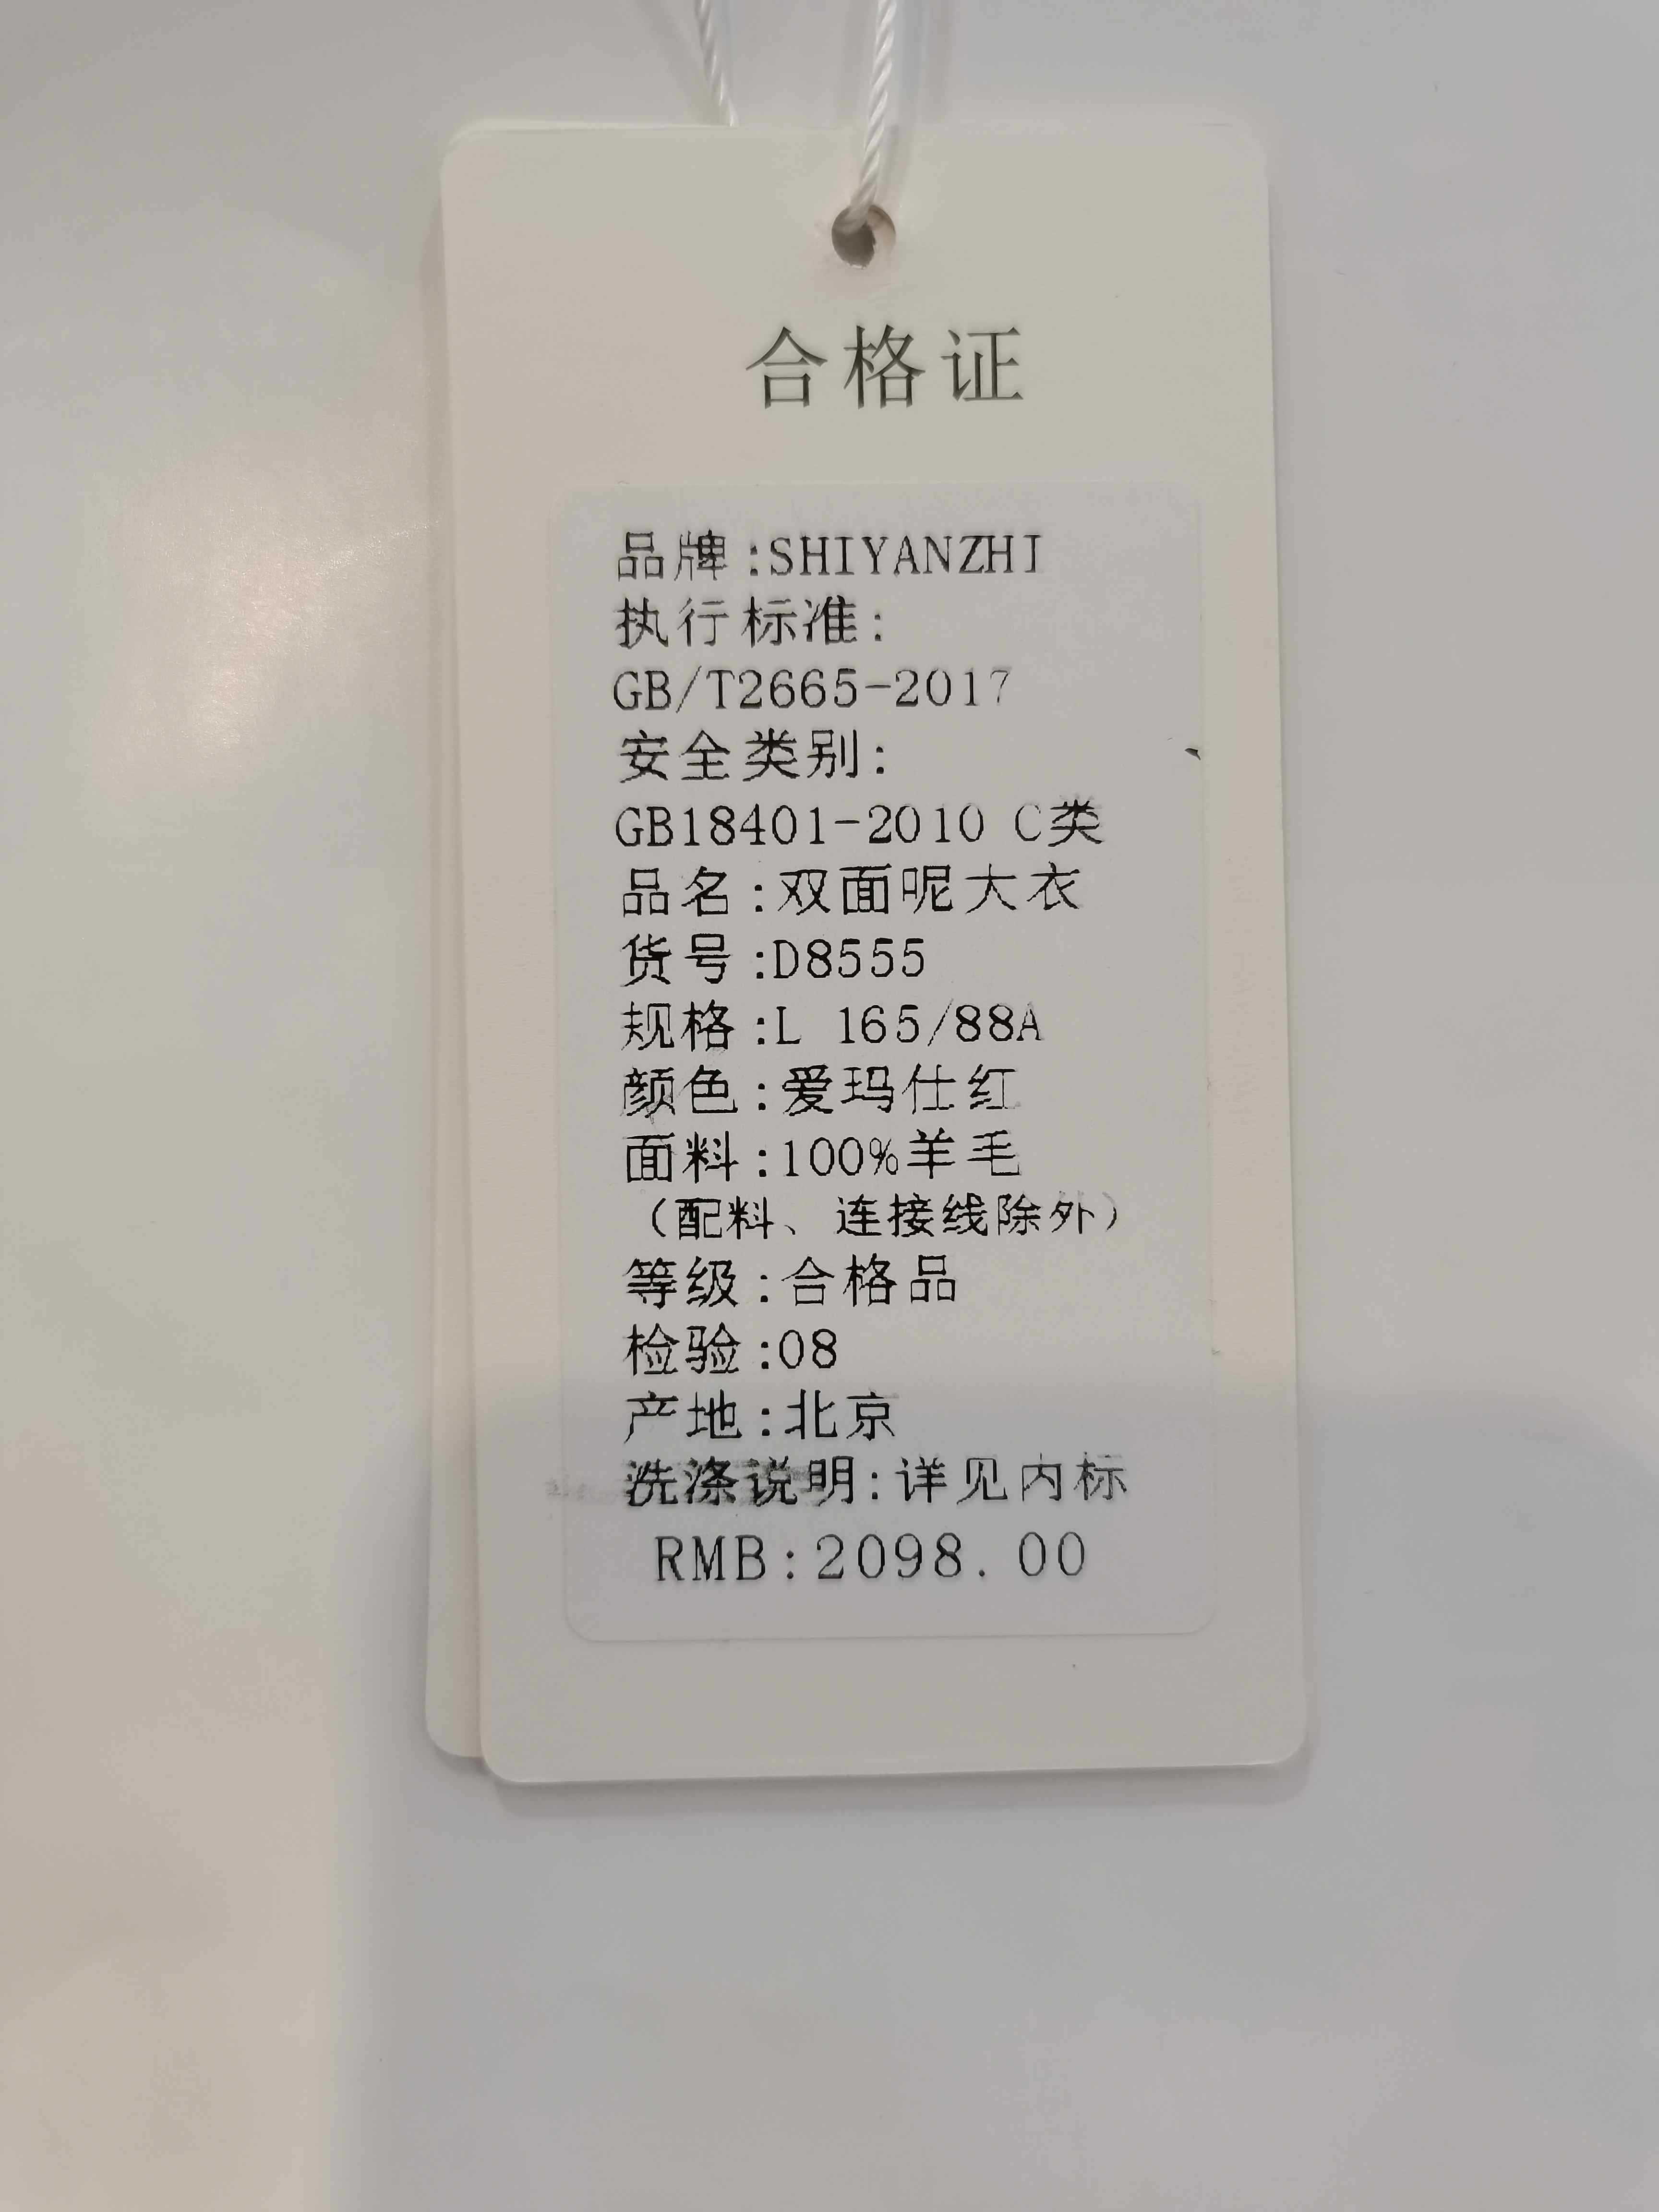 合格证
品牌:SHIYANZHI
执行标准:
GB/T2665-2017
安全类别:
GB18401-2010 C类
品名:双面呢大衣
货号:D8555
规格:L 165/88A
颜色:爱玛仕红
面料:100%羊毛
（配料、连接线除外）
等级:合格品
检验:08
产地:北京
洗涤说明:详见内标
RMB:2098.00